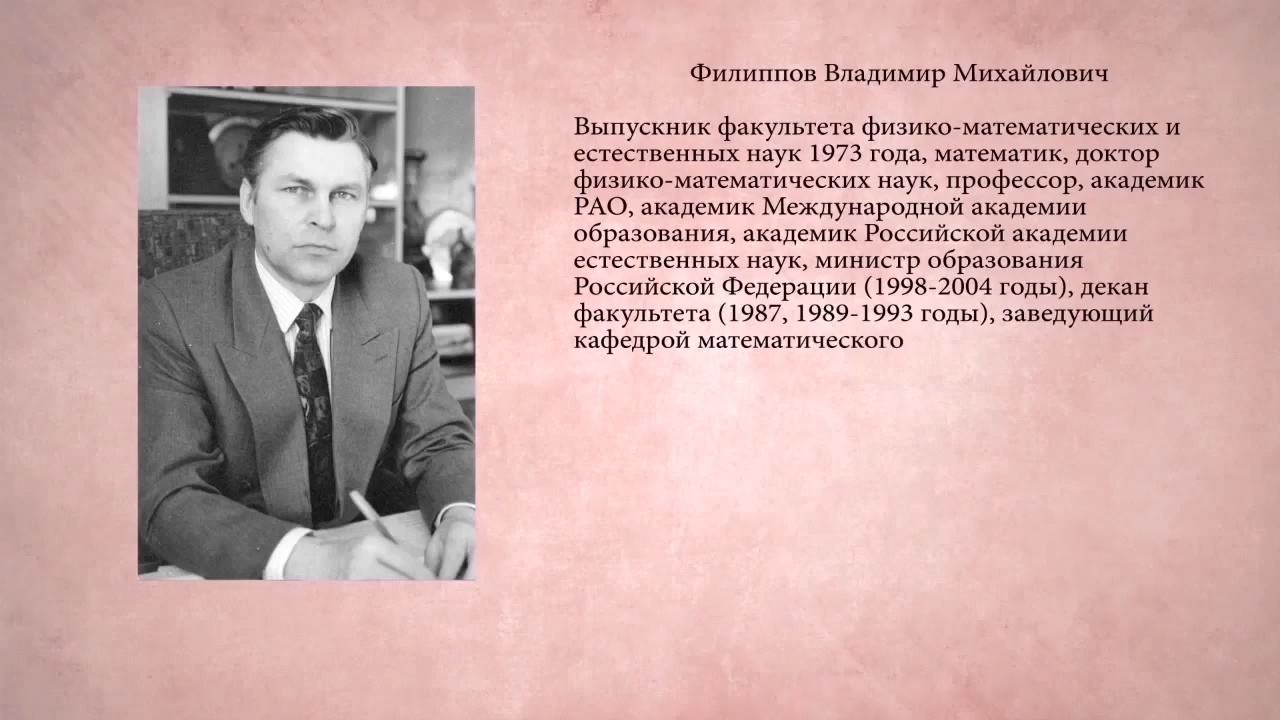 Филиппов Владимир Михайлович
Выпускник факультета физико-математических и
естественных наук 1973 года, математик, доктор
физико-математических наук, профессор, академик
РАО, академик Международной академии
образования, академик Российской академии
естественных наук, министр образования
Российской Федерации (1998-2004 годы), декан
факультета (1987, 1989-1993 годы), заведующий
кафедрой математического